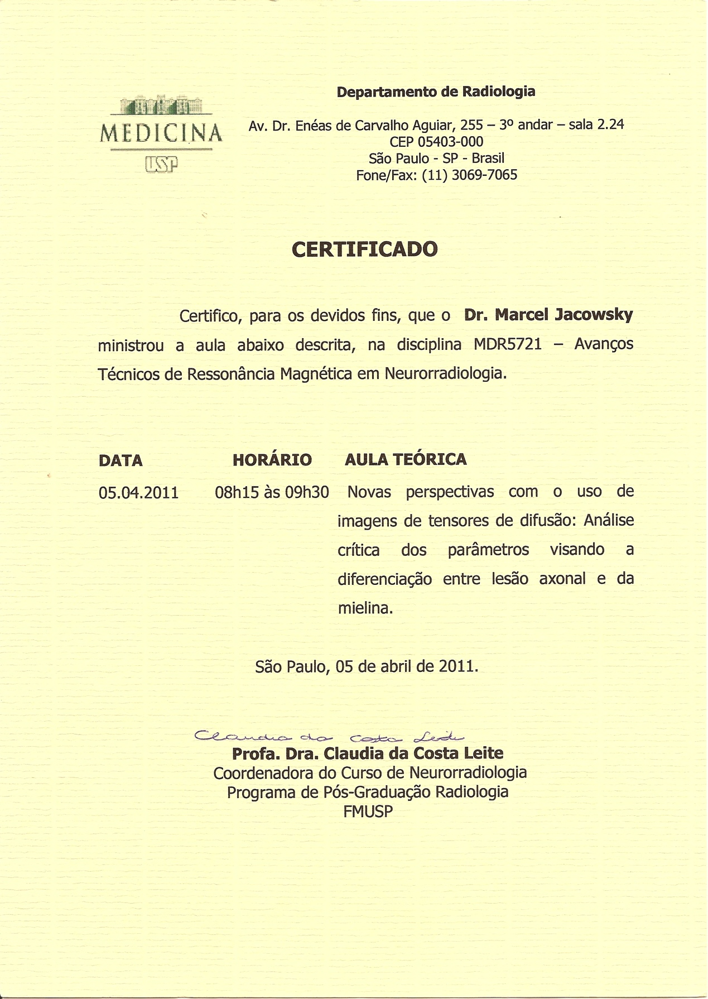 MEDICINA
USP
Departamento de Radiologia
Av. Dr. Enéas de Carvalho Aguiar, 255 – 3º andar – sala 2.24
CEP 05403-000
São Paulo - SP - Brasil
Fone/Fax: (11) 3069-7065
CERTIFICADO
Certifico, para os devidos fins, que o Dr. Marcel Jacowsky
ministrou a aula abaixo descrita, na disciplina MDR5721 – Avanços
Técnicos de Ressonância Magnética em Neurorradiologia.
DATA HORÁRIO AULA TEÓRICA
05.04.2011 08h15 às 09h30 Novas perspectivas com o uso de
imagens de tensores de difusão: Análise
crítica dos parâmetros visando a
diferenciação entre lesão axonal e da
mielina.
São Paulo, 05 de abril de 2011.
Claudia da Costa Leite
Profa. Dra. Claudia da Costa Leite
Coordenadora do Curso de Neurorradiologia
Programa de Pós-Graduação Radiologia
FMUSP